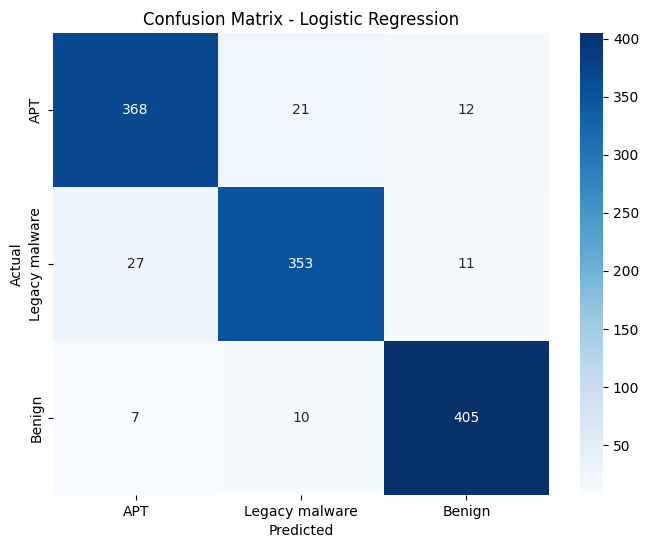 Confusion Matrix - Logistic Regression
Actual
APT
368 21 12
Legacy malware
27 353 11
Benign
7 10 405
APT Legacy malware Benign
Predicted
400
350
300
250
200
150
100
50